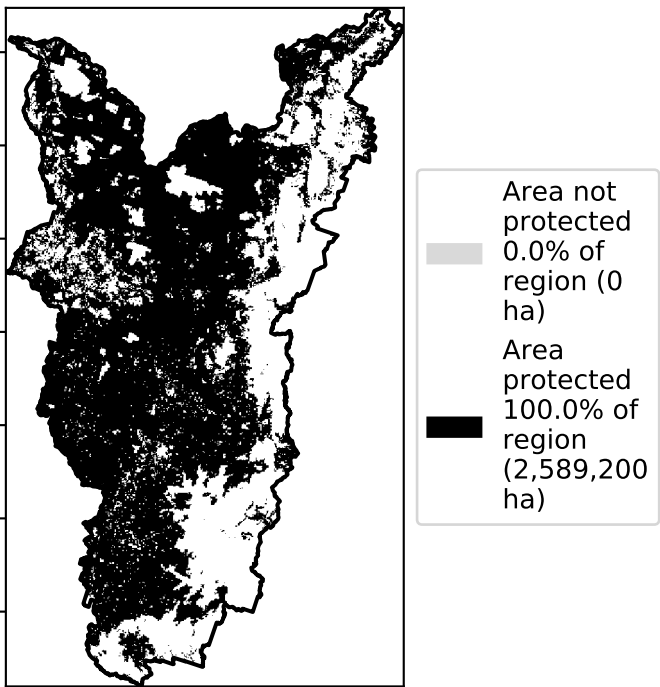 Area not
protected
0.0% of
region (0
ha)
Area
protected
100.0% of
region
(2,589,200
ha)